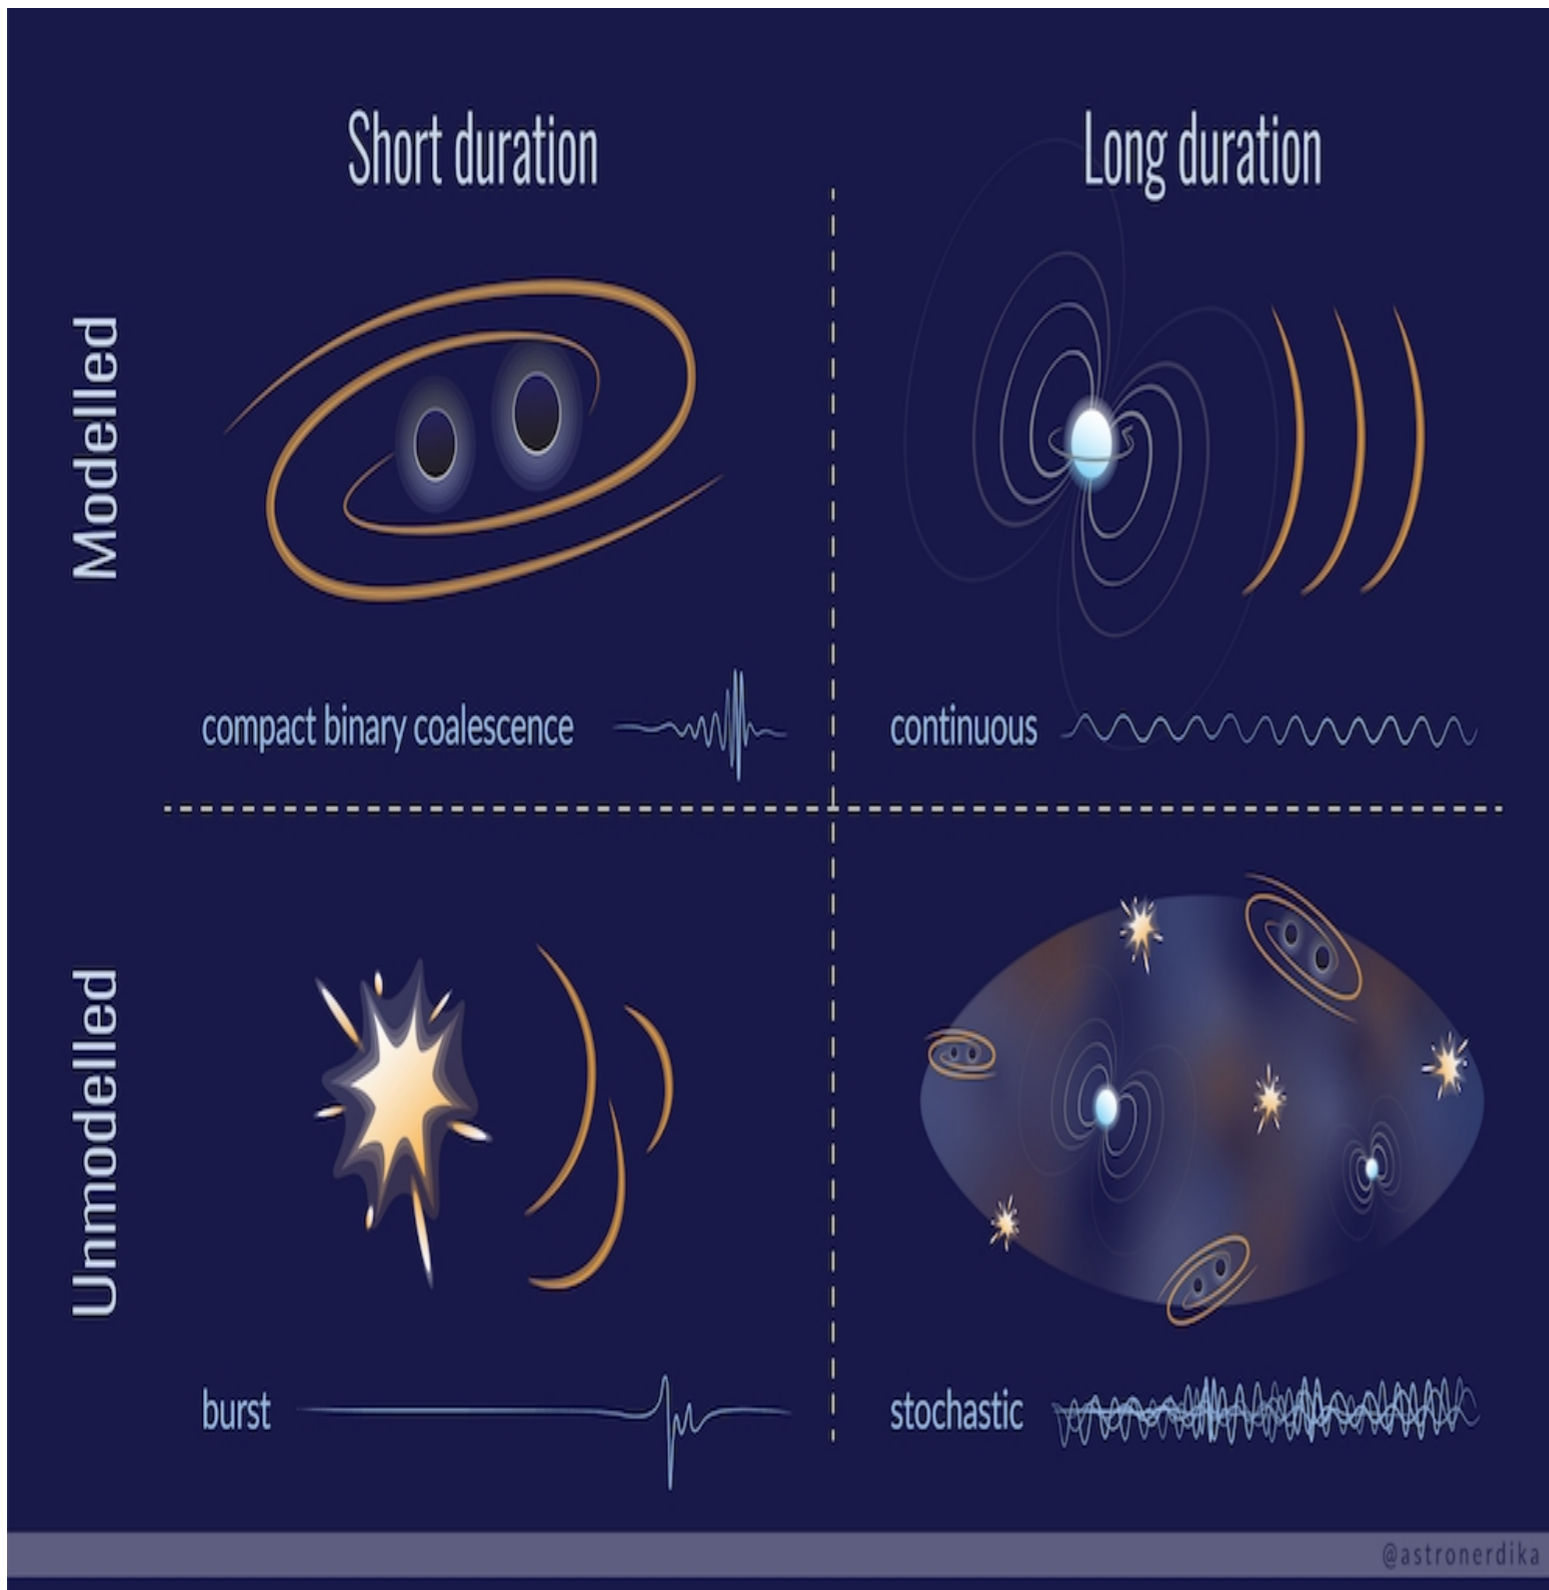 Short duration
Long duration
Modelled
compact binary coalescence
continuous
Unmodelled
burst
stochastic
@astronerdika